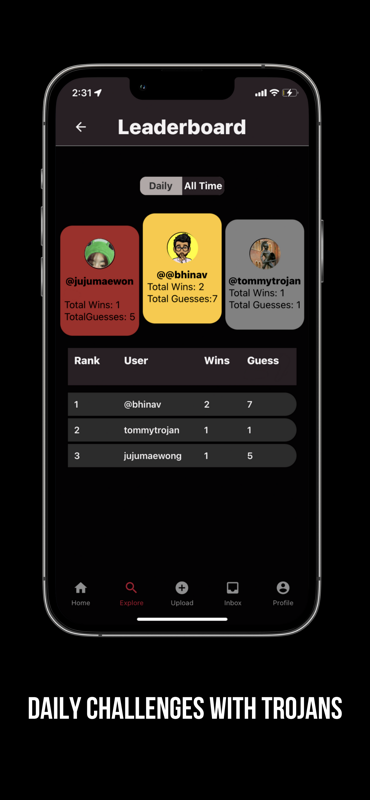 2:31
Leaderboard
Daily All Time
@jujumaewon
Total Wins: 1
TotalGuesses: 5
@@bhinav
Total Wins: 2
Total Guesses:7
@tommytrojan
Total Wins: 1
Total Guesses: 1
Rank User Wins Guess
1 @bhinav 2 7
2 tommytrojan 1 1
3 jujumaewong 1 5
Home Explore Upload Inbox Profile
DAILY CHALLENGES WITH TROJANS